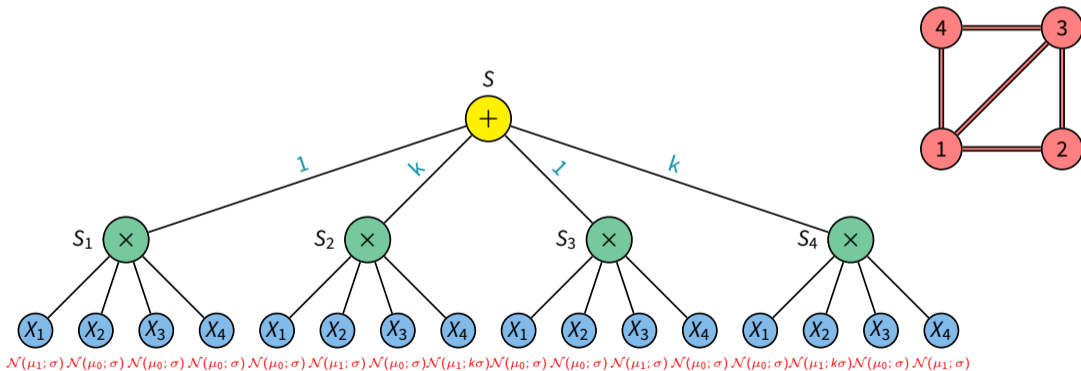 4 3
S
+
1 k 1 k
1 2
S₁ × S₂ × S₃ × S₄ ×
X₁ X₂ X₃ X₄ X₁ X₂ X₃ X₄ X₁ X₂ X₃ X₄ X₁ X₂ X₃ X₄
𝒩(μ₁; σ) 𝒩(μ₀; σ) 𝒩(μ₀; σ) 𝒩(μ₀; σ) 𝒩(μ₀; σ) 𝒩(μ₁; σ) 𝒩(μ₀; σ) 𝒩(μ₁; kσ) 𝒩(μ₀; σ) 𝒩(μ₀; σ) 𝒩(μ₁; σ) 𝒩(μ₀; σ) 𝒩(μ₀; σ) 𝒩(μ₁; kσ) 𝒩(μ₀; σ) 𝒩(μ₁; σ)